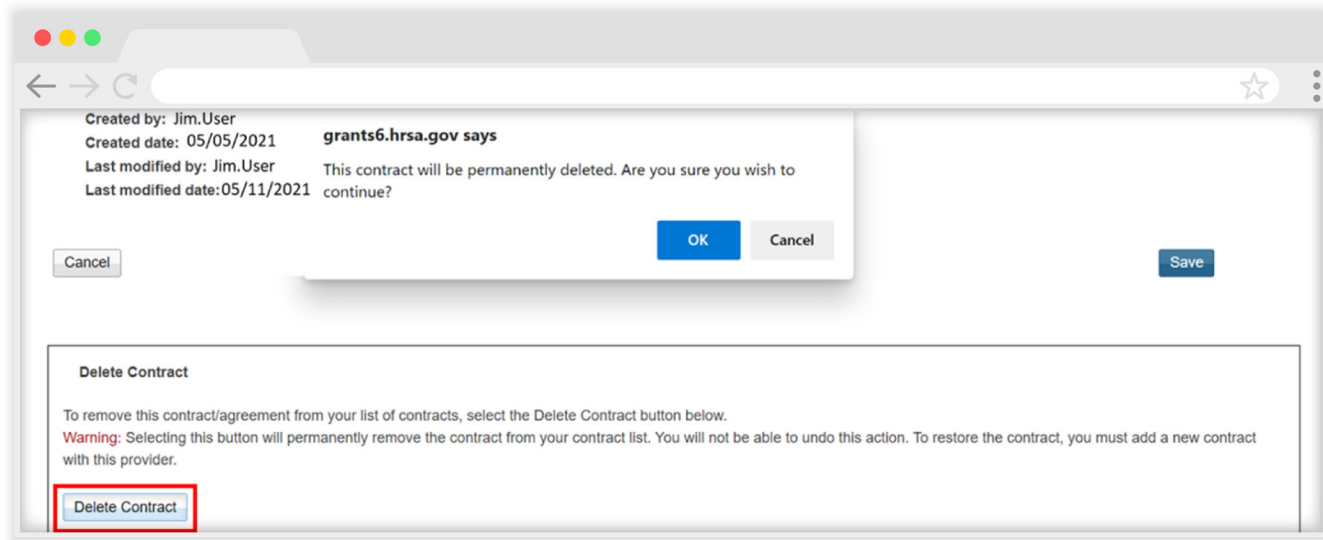 Created by: Jim.User
Created date: 05/05/2021
Last modified by: Jim.User
Last modified date:05/11/2021
grants6.hrsa.gov says
This contract will be permanently deleted. Are you sure you wish to
continue?
OK
Cancel
Cancel
Save
Delete Contract
To remove this contract/agreement from your list of contracts, select the Delete Contract button below.
Warning: Selecting this button will permanently remove the contract from your contract list. You will not be able to undo this action. To restore the contract, you must add a new contract
with this provider.
Delete Contract